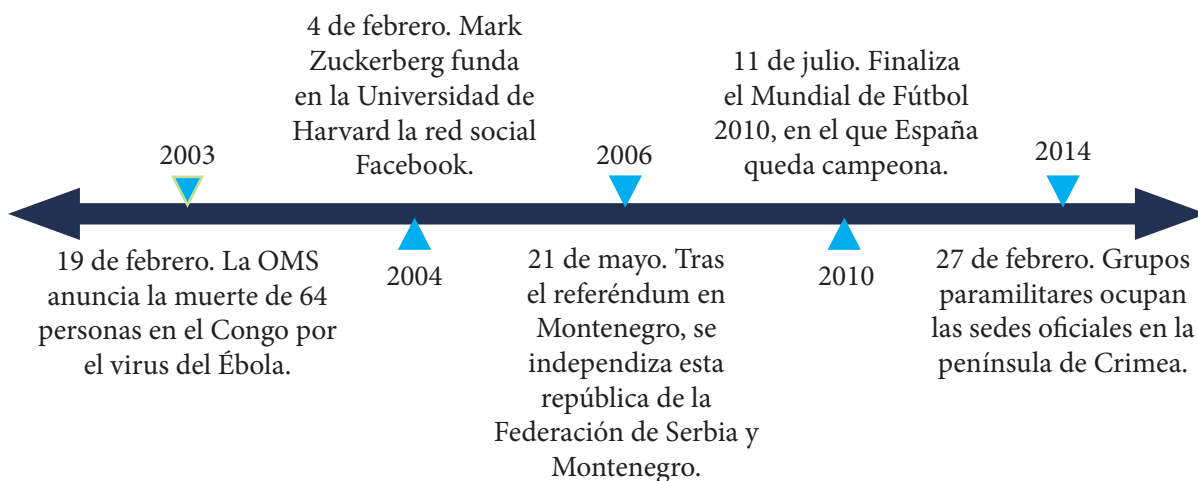 2003
19 de febrero. La OMS
anuncia la muerte de 64
personas en el Congo por
el virus del Ébola.
4 de febrero. Mark
Zuckerberg funda
en la Universidad de
Harvard la red social
Facebook.
2004
2006
21 de mayo. Tras
el referéndum en
Montenegro, se
independiza esta
república de la
Federación de Serbia y
Montenegro.
11 de julio. Finaliza
el Mundial de Fútbol
2010, en el que España
queda campeona.
2010
2014
27 de febrero. Grupos
paramilitares ocupan
las sedes oficiales en la
península de Crimea.